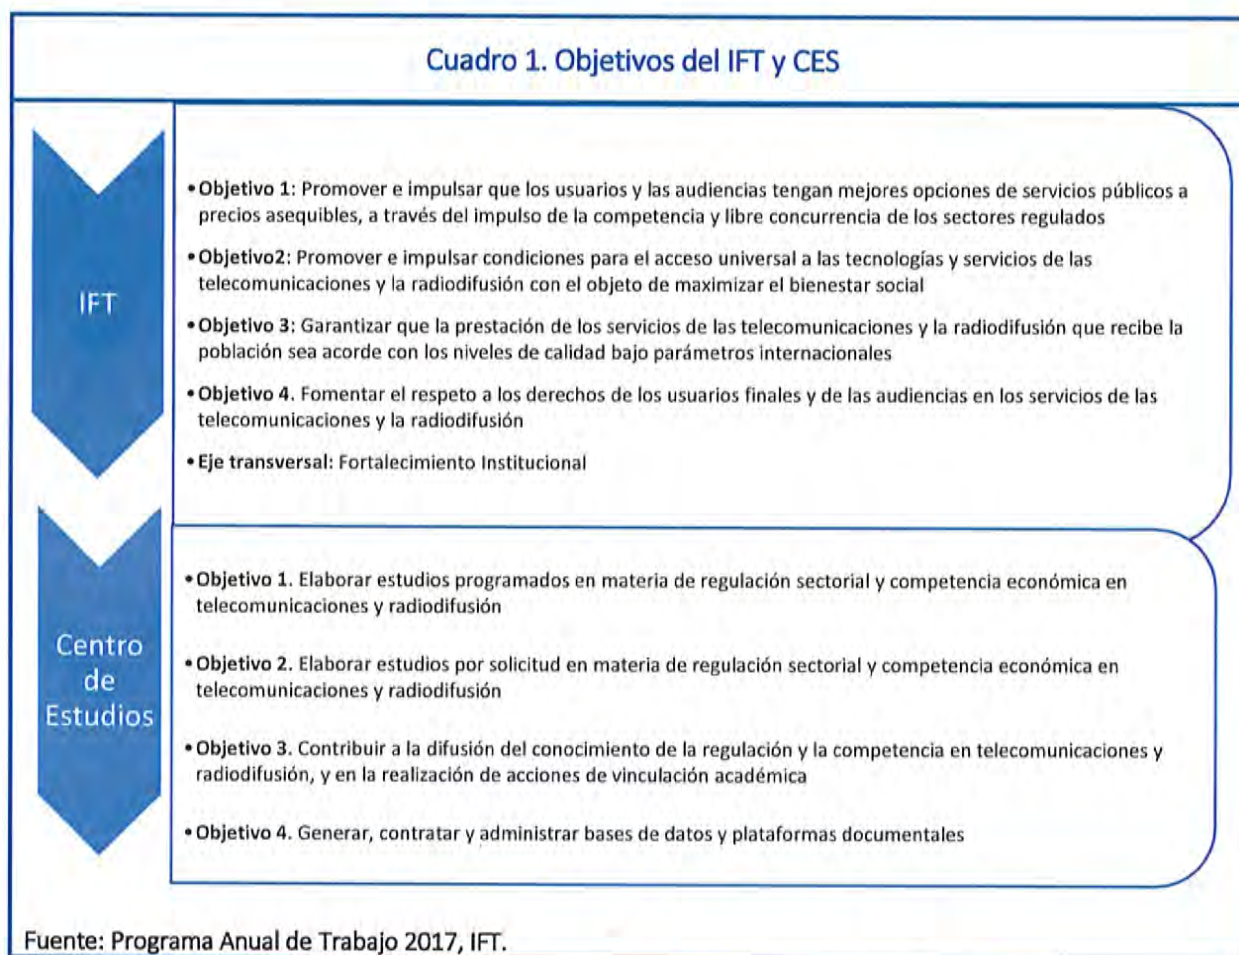 Cuadro 1. Objetivos del IFT y CES
IFT
• Objetivo 1: Promover e impulsar que los usuarios y las audiencias tengan mejores opciones de servicios públicos a
precios asequibles, a través del impulso de la competencia y libre concurrencia de los sectores regulados
• Objetivo2: Promover e impulsar condiciones para el acceso universal a las tecnologías y servicios de las
telecomunicaciones y la radiodifusión con el objeto de maximizar el bienestar social
• Objetivo 3: Garantizar que la prestación de los servicios de las telecomunicaciones y la radiodifusión que recibe la
población sea acorde con los niveles de calidad bajo parámetros internacionales
• Objetivo 4. Fomentar el respeto a los derechos de los usuarios finales y de las audiencias en los servicios de las
telecomunicaciones y la radiodifusión
• Eje transversal: Fortalecimiento Institucional
Centro
de
Estudios
• Objetivo 1. Elaborar estudios programados en materia de regulación sectorial y competencia económica en
telecomunicaciones y radiodifusión
• Objetivo 2. Elaborar estudios por solicitud en materia de regulación sectorial y competencia económica en
telecomunicaciones y radiodifusión
• Objetivo 3. Contribuir a la difusión del conocimiento de la regulación y la competencia en telecomunicaciones y
radiodifusión, y en la realización de acciones de vinculación académica
• Objetivo 4. Generar, contratar y administrar bases de datos y plataformas documentales
Fuente: Programa Anual de Trabajo 2017, IFT.